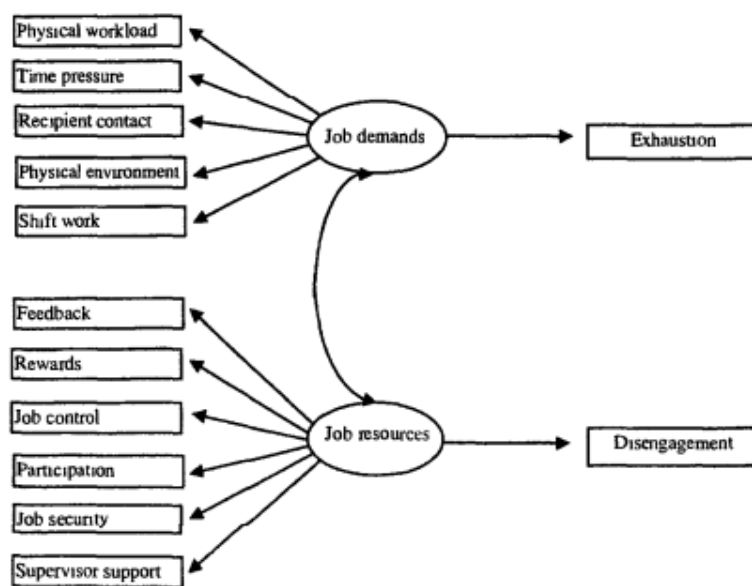 Physical workload
Time pressure
Recipient contact
Physical environment
Shift work
Job demands
Exhaustion
Feedback
Rewards
Job control
Participation
Job security
Supervisor support
Job resources
Disengagement